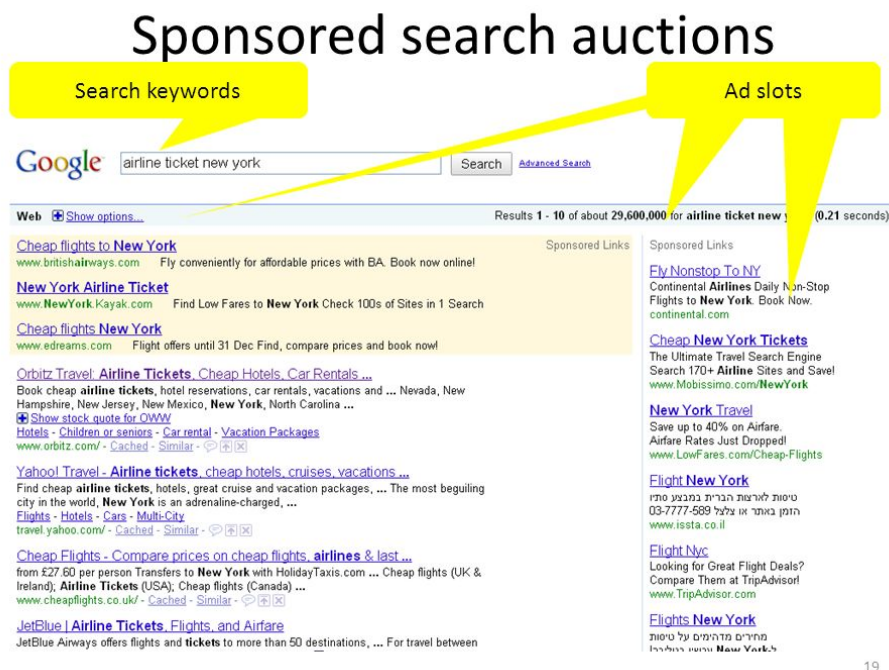 Sponsored search auctions
Search keywords
Ad slots
Google
airline ticket new york
Search
Advanced Search
Web Show options...
Results 1 - 10 of about 29,600,000 for airline ticket new (0.21 seconds)
Cheap flights to New York
Sponsored Links
www.britishairways.com Fly conveniently for affordable prices with BA. Book now online!
New York Airline Ticket
www.NewYork.Kayak.com Find Low Fares to New York Check 100s of Sites in 1 Search
Cheap flights New York
www.edreams.com Flight offers until 31 Dec Find, compare prices and book now!
Orbitz Travel: Airline Tickets, Cheap Hotels, Car Rentals ...
Book cheap airline tickets, hotel reservations, car rentals, vacations and ... Nevada, New
Hampshire, New Jersey, New Mexico, New York, North Carolina ...
Show stock quote for OWW
Hotels - Children or seniors - Car rental - Vacation Packages
www.orbitz.com/ - Cached - Similar -
Yahoo! Travel - Airline tickets, cheap hotels, cruises, vacations ...
Find cheap airline tickets, hotels, great cruise and vacation packages, ... The most beguiling
city in the world, New York is an adrenaline-charged, ...
Flights - Hotels - Cars - Multi-City
travel.yahoo.com/ - Cached - Similar -
Cheap Flights - Compare prices on cheap flights, airlines & last ...
from £27.60 per person Transfers to New York with HolidayTaxis.com ... Cheap flights (UK &
Ireland); Airline Tickets (USA); Cheap flights (Canada) ...
www.cheapflights.co.uk/ - Cached - Similar -
JetBlue | Airline Tickets, Flights, and Airfare
JetBlue Airways offers flights and tickets to more than 50 destinations, ... For travel between
Sponsored Links
Fly Nonstop To NY
Continental Airlines Daily Non-Stop
Flights to New York. Book Now.
continental.com
Cheap New York Tickets
The Ultimate Travel Search Engine
Search 170+ Airline Sites and Save!
www.Mobissimo.com/NewYork
New York Travel
Save up to 40% on Airfare.
Airfare Rates Just Dropped!
www.LowFares.com/Cheap-Flights
Flight New York
טיסות לארצות הברית במבצע סתיו
הזמן באתר או צלצל 03-7777-589
www.issta.co.il
Flight Nyc
Looking for Great Flight Deals?
Compare Them at TripAdvisor!
www.TripAdvisor.com
Flights New York
מחירים מדהימים על טיסות
ל-New York
19